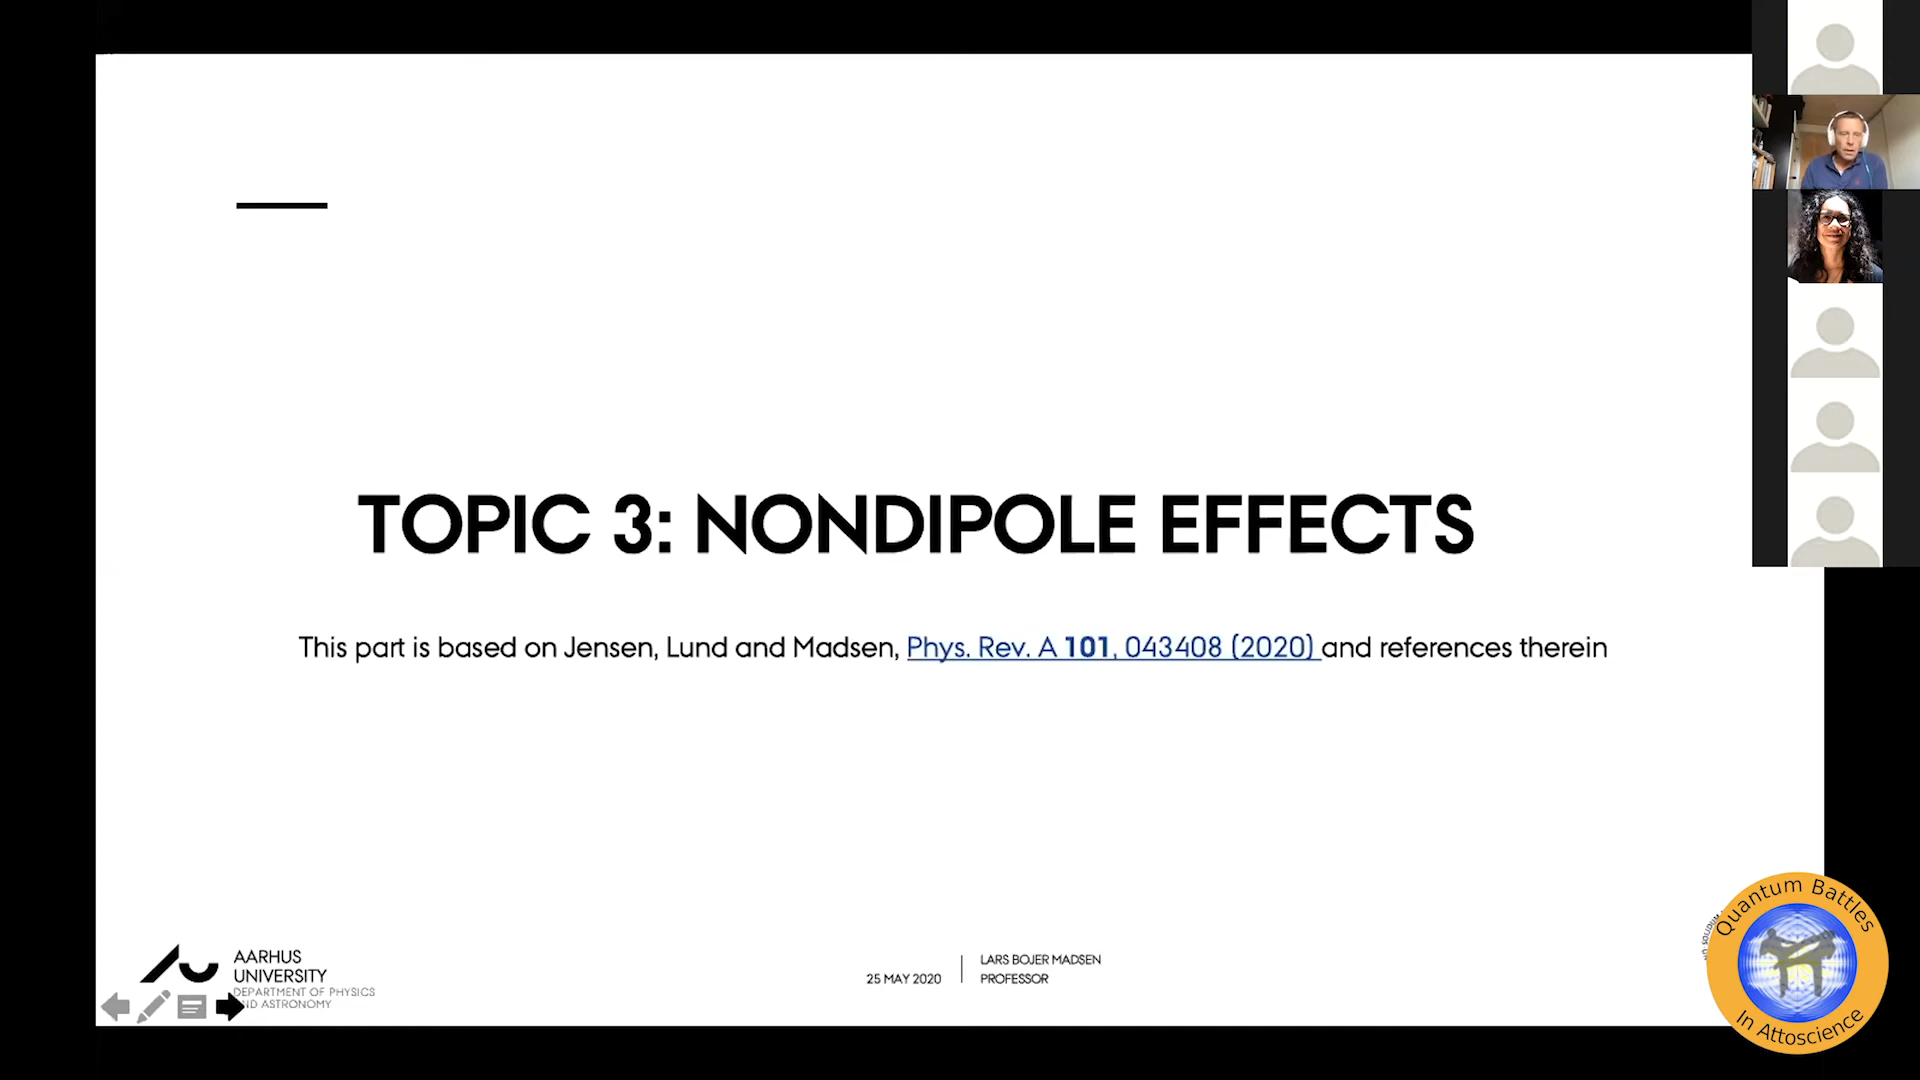 TOPIC 3: NONDIPOLE EFFECTS
This part is based on Jensen, Lund and Madsen, Phys. Rev. A 101, 043408 (2020) and references therein
AARHUS
UNIVERSITY
DEPARTMENT OF PHYSICS
ND ASTRONOMY
25 MAY 2020
LARS BOJER MADSEN
PROFESSOR
Quantum Battles
In Attoscience